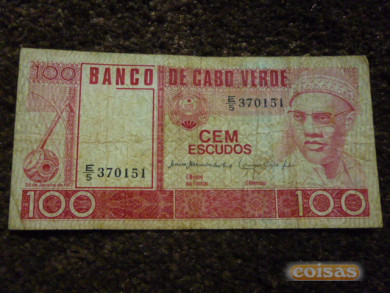 100 BANCO DE CABO VERDE
E/5 370151
CEM
ESCUDOS
E/5 370151
100 100
coisas